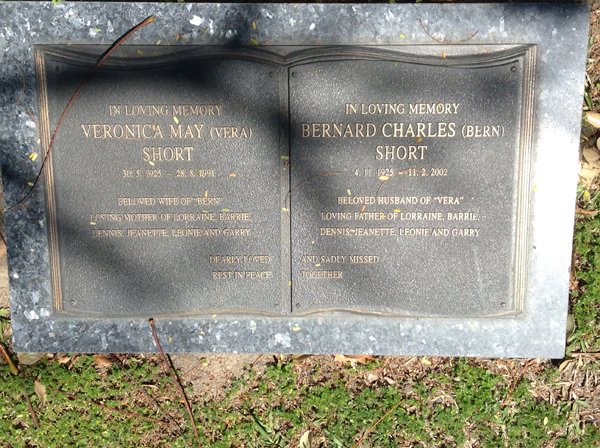 IN LOVING MEMORY
VERONICA MAY (VERA)
SHORT
30. 5. 1925 – 28. 8. 1991
BELOVED WIFE OF "BERN"
LOVING MOTHER OF LORRAINE, BARRIE,
DENNIS, JEANETTE, LEONIE AND GARRY
DEARLY LOVED
REST IN PEACE
IN LOVING MEMORY
BERNARD CHARLES (BERN)
SHORT
4. 11. 1925 – 11. 2. 2002
BELOVED HUSBAND OF "VERA"
LOVING FATHER OF LORRAINE, BARRIE,
DENNIS, JEANETTE, LEONIE AND GARRY
AND SADLY MISSED
TOGETHER